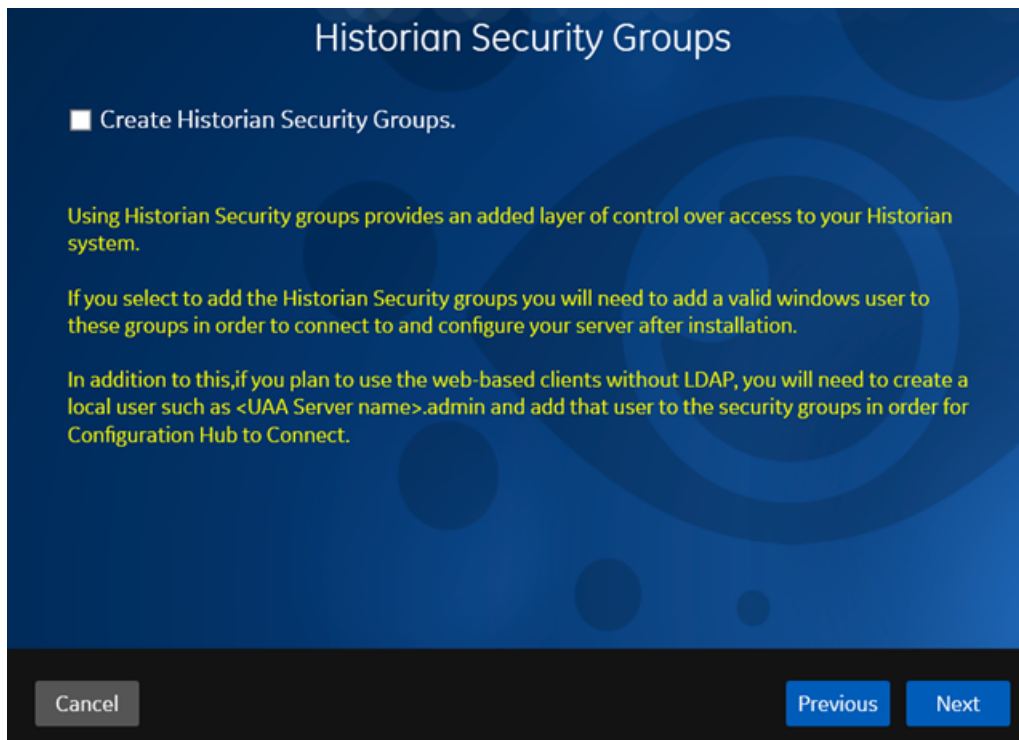 Historian Security Groups
Create Historian Security Groups.
Using Historian Security groups provides an added layer of control over access to your Historian
system.
If you select to add the Historian Security groups you will need to add a valid windows user to
these groups in order to connect to and configure your server after installation.
In addition to this,if you plan to use the web-based clients without LDAP, you will need to create a
local user such as <UAA Server name>.admin and add that user to the security groups in order for
Configuration Hub to Connect.
Cancel
Previous
Next